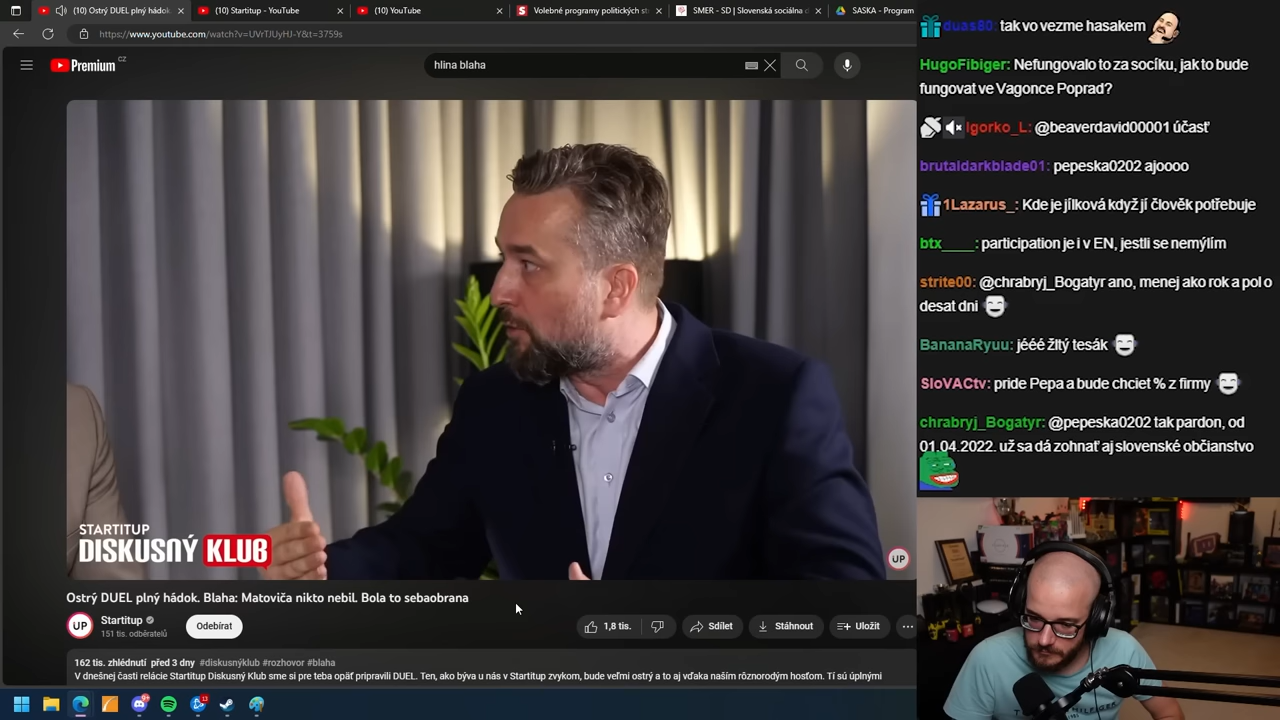 (10) Ostrý DUEL plný hádok.
(10) Startitup - YouTube
(10) YouTube
Volebné programy politických st
SMER - SD | Slovenská sociálna d
SASKA - Program
https://www.youtube.com/watch?v=UVrTJUyHJ-Y&t=3759s
Premium CZ
hlina blaha
STARTITUP
DISKUSNÝ KLUB
UP
Ostrý DUEL plný hádok. Blaha: Matoviča nikto nebil. Bola to sebaobrana
UP
Startitup
151 tis. odběratelů
Odebírat
1,8 tis.
Sdílet
Stáhnout
Uložit
162 tis. zhlédnutí před 3 dny #diskusnýklub #rozhovor #blaha
V dnešnej časti relácie Startitup Diskusný Klub sme si pre teba opäť pripravili DUEL. Ten, ako býva u nás v Startitup zvykom, bude veľmi ostrý a to aj vďaka naším rôznorodým hosťom. Tí sú úplnými
duas80: tak vo vezme hasakem
HugoFibiger: Nefungovalo to za socíku, jak to bude
fungovat ve Vagonce Poprad?
Igorko_L: @beaverdavid00001 účasť
brutaldarkblade01: pepeska0202 ajoooo
1Lazarus_: Kde je jílková když jí člověk potřebuje
btx____: participation je i v EN, jestli se nemýlím
strite00: @chrabryj_Bogatyr ano, menej ako rok a pol o
desat dni
BananaRyuu: jééé žltý tesák
SloVACtv: pride Pepa a bude chciet % z firmy
chrabryj_Bogatyr: @pepeska0202 tak pardon, od
01.04.2022. už sa dá zohnať aj slovenské občianstvo